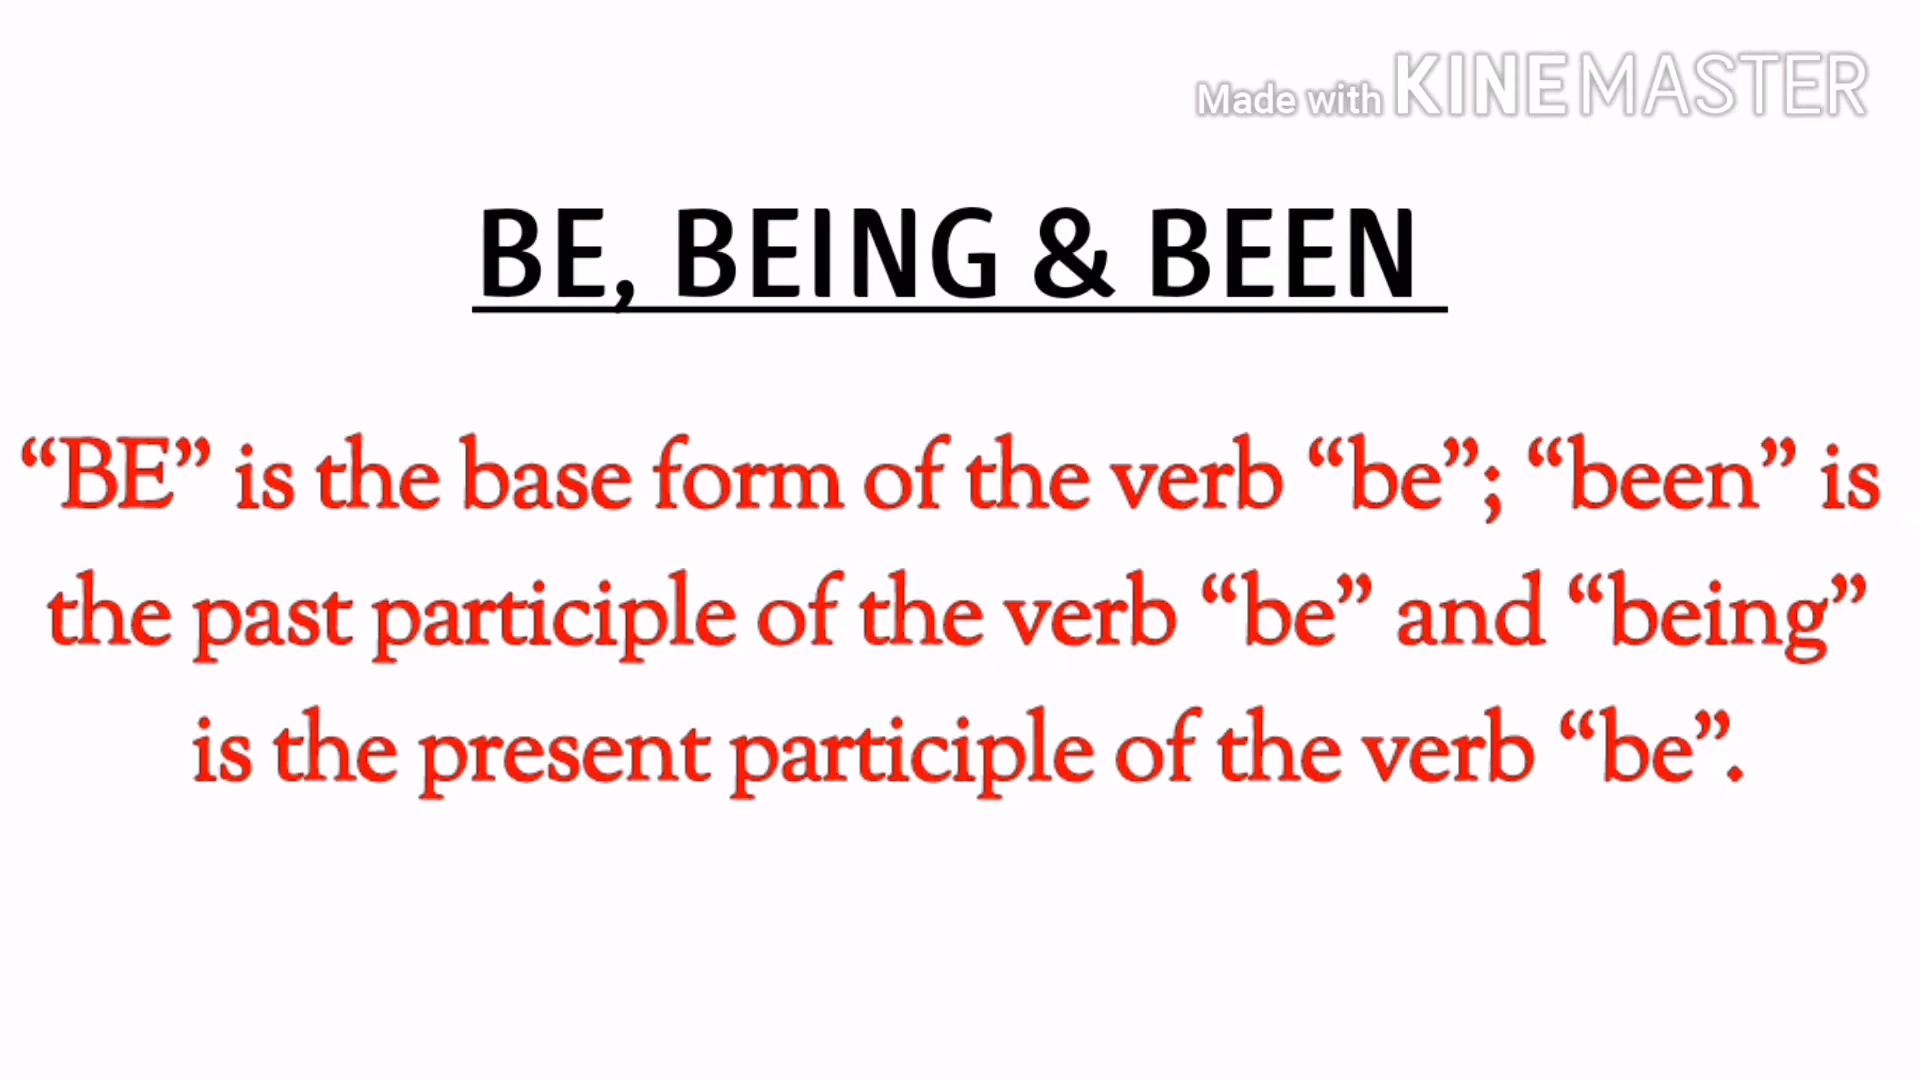 Made with KINEMASTER
BE, BEING & BEEN
“BE” is the base form of the verb “be”; “been” is
the past participle of the verb “be” and “being”
is the present participle of the verb “be”.